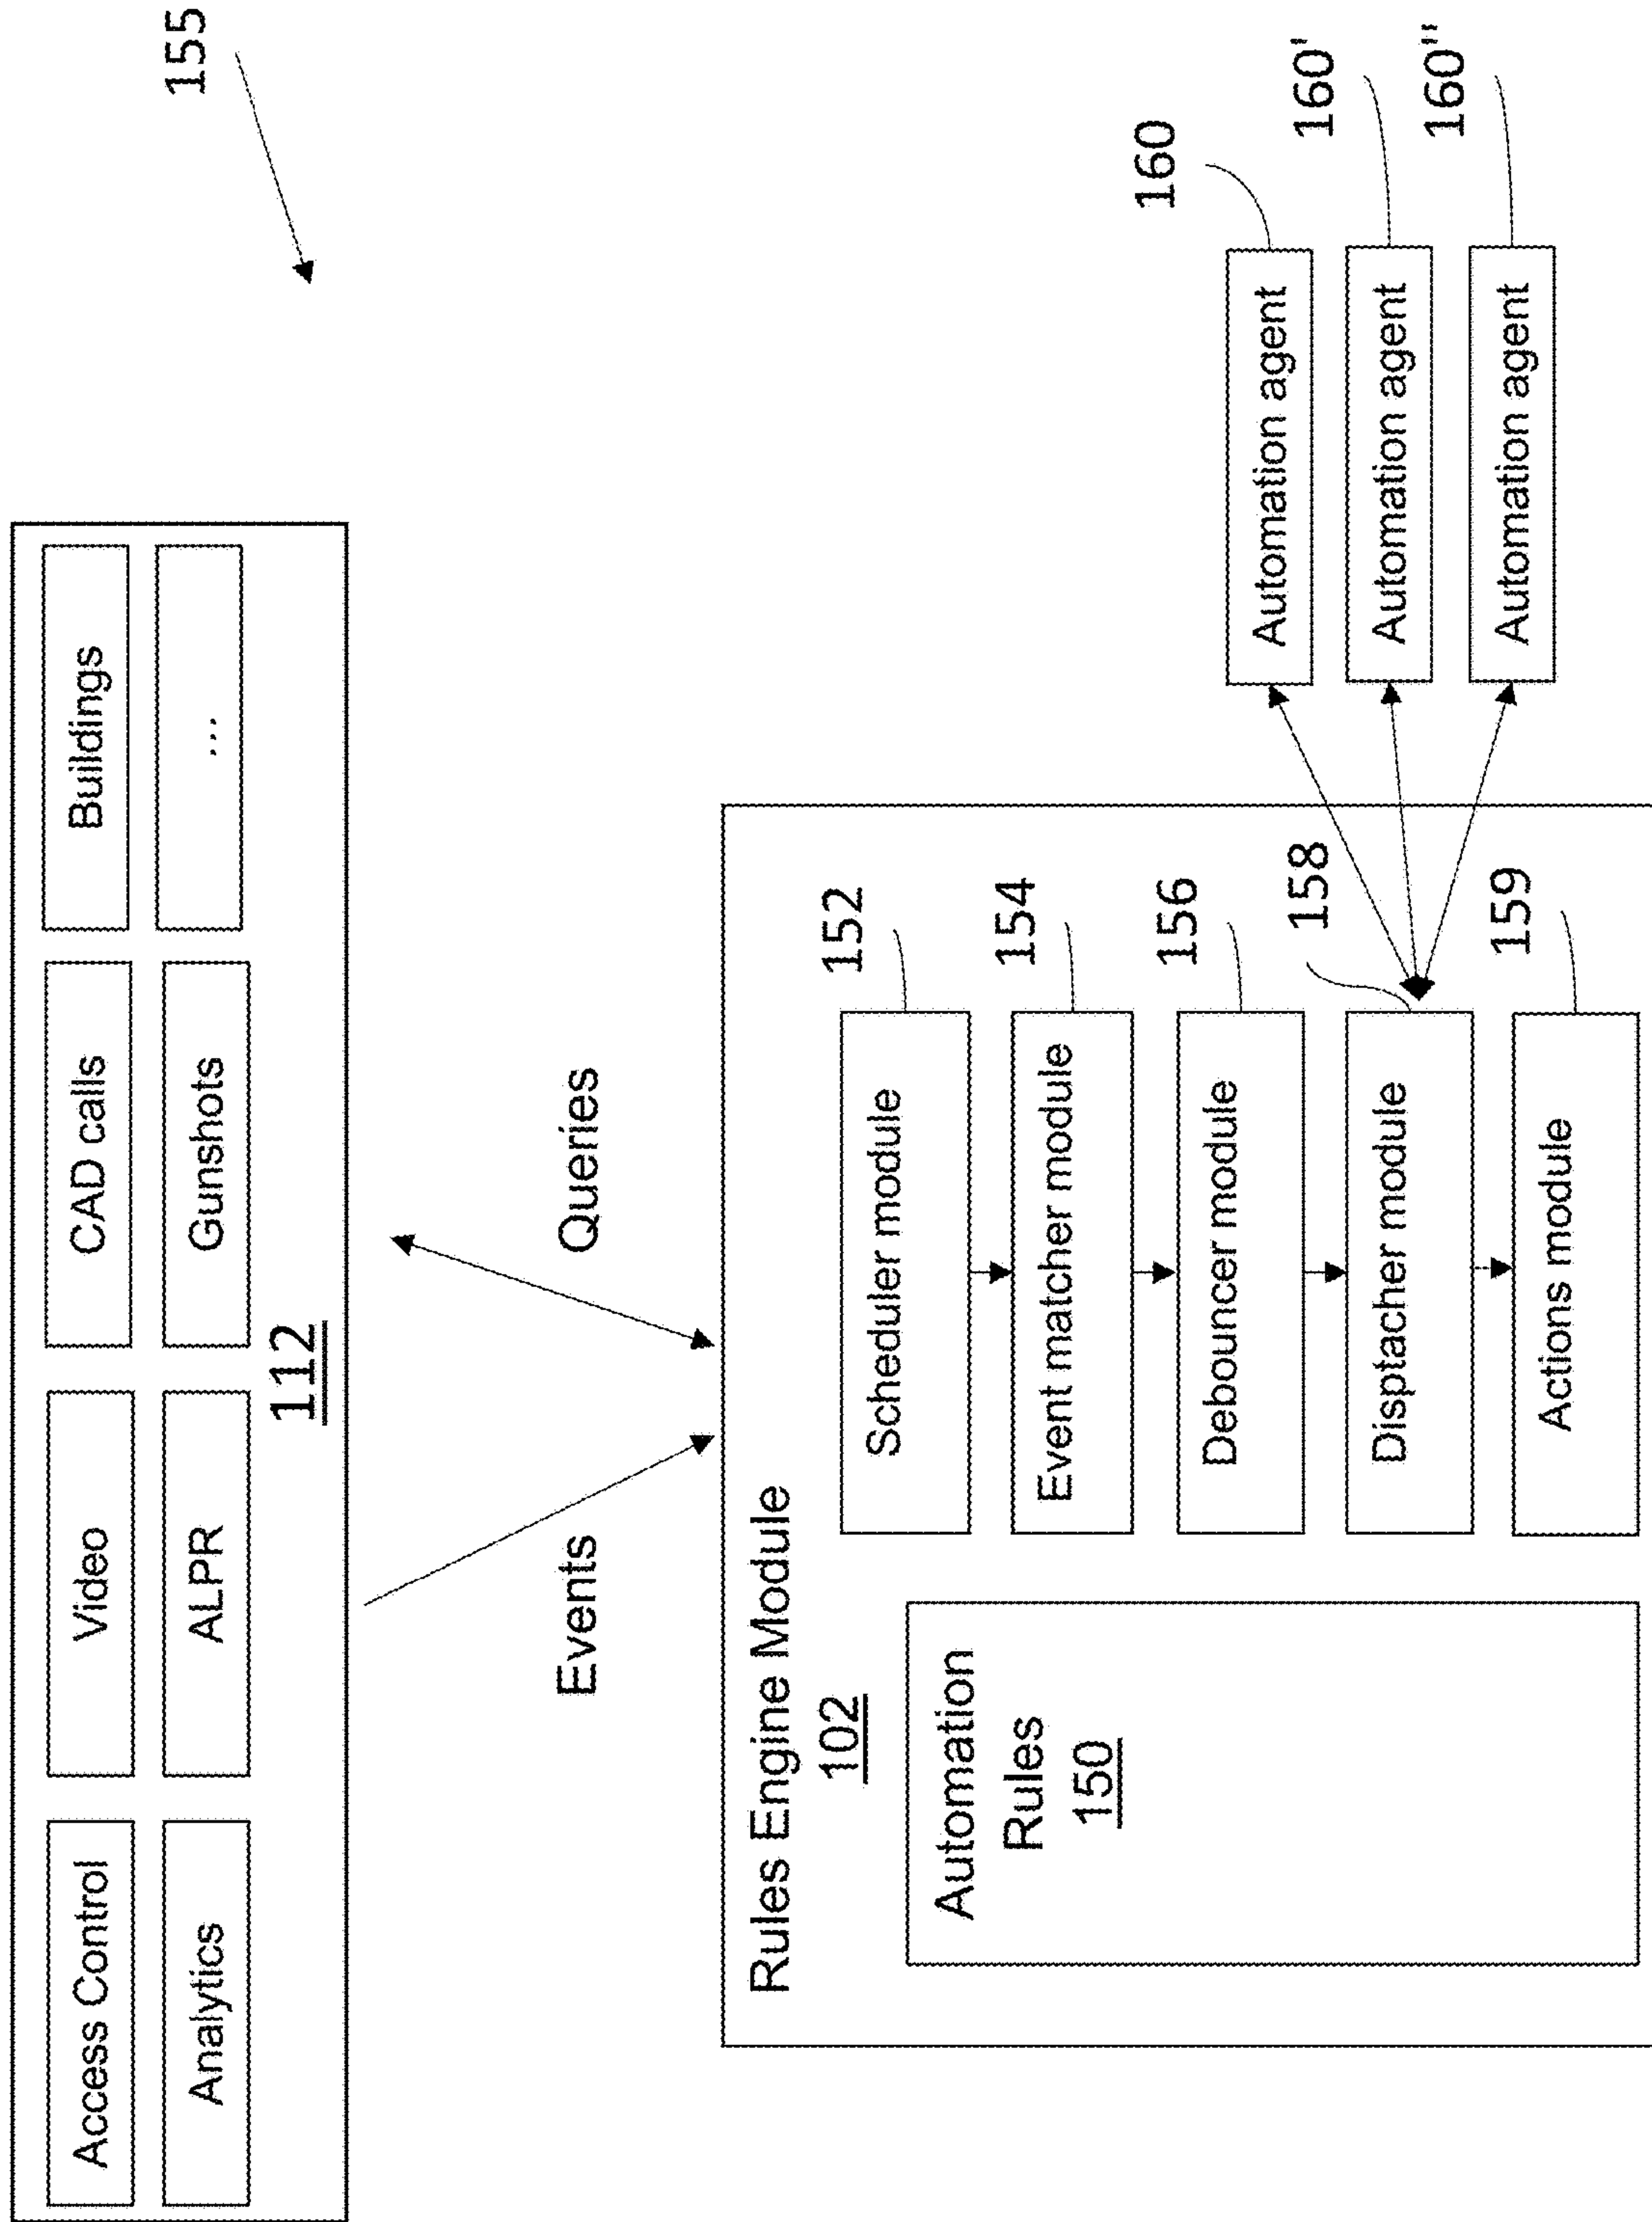 155
Access Control
Video
CAD calls
Buildings
Analytics
ALPR
Gunshots
...
112
Events
Queries
Rules Engine Module
102
Automation
Rules
150
Scheduler module
152
Event matcher module
154
Debouncer module
156
Disptacher module
158
Actions module
159
Automation agent
160
Automation agent
160'
Automation agent
160"